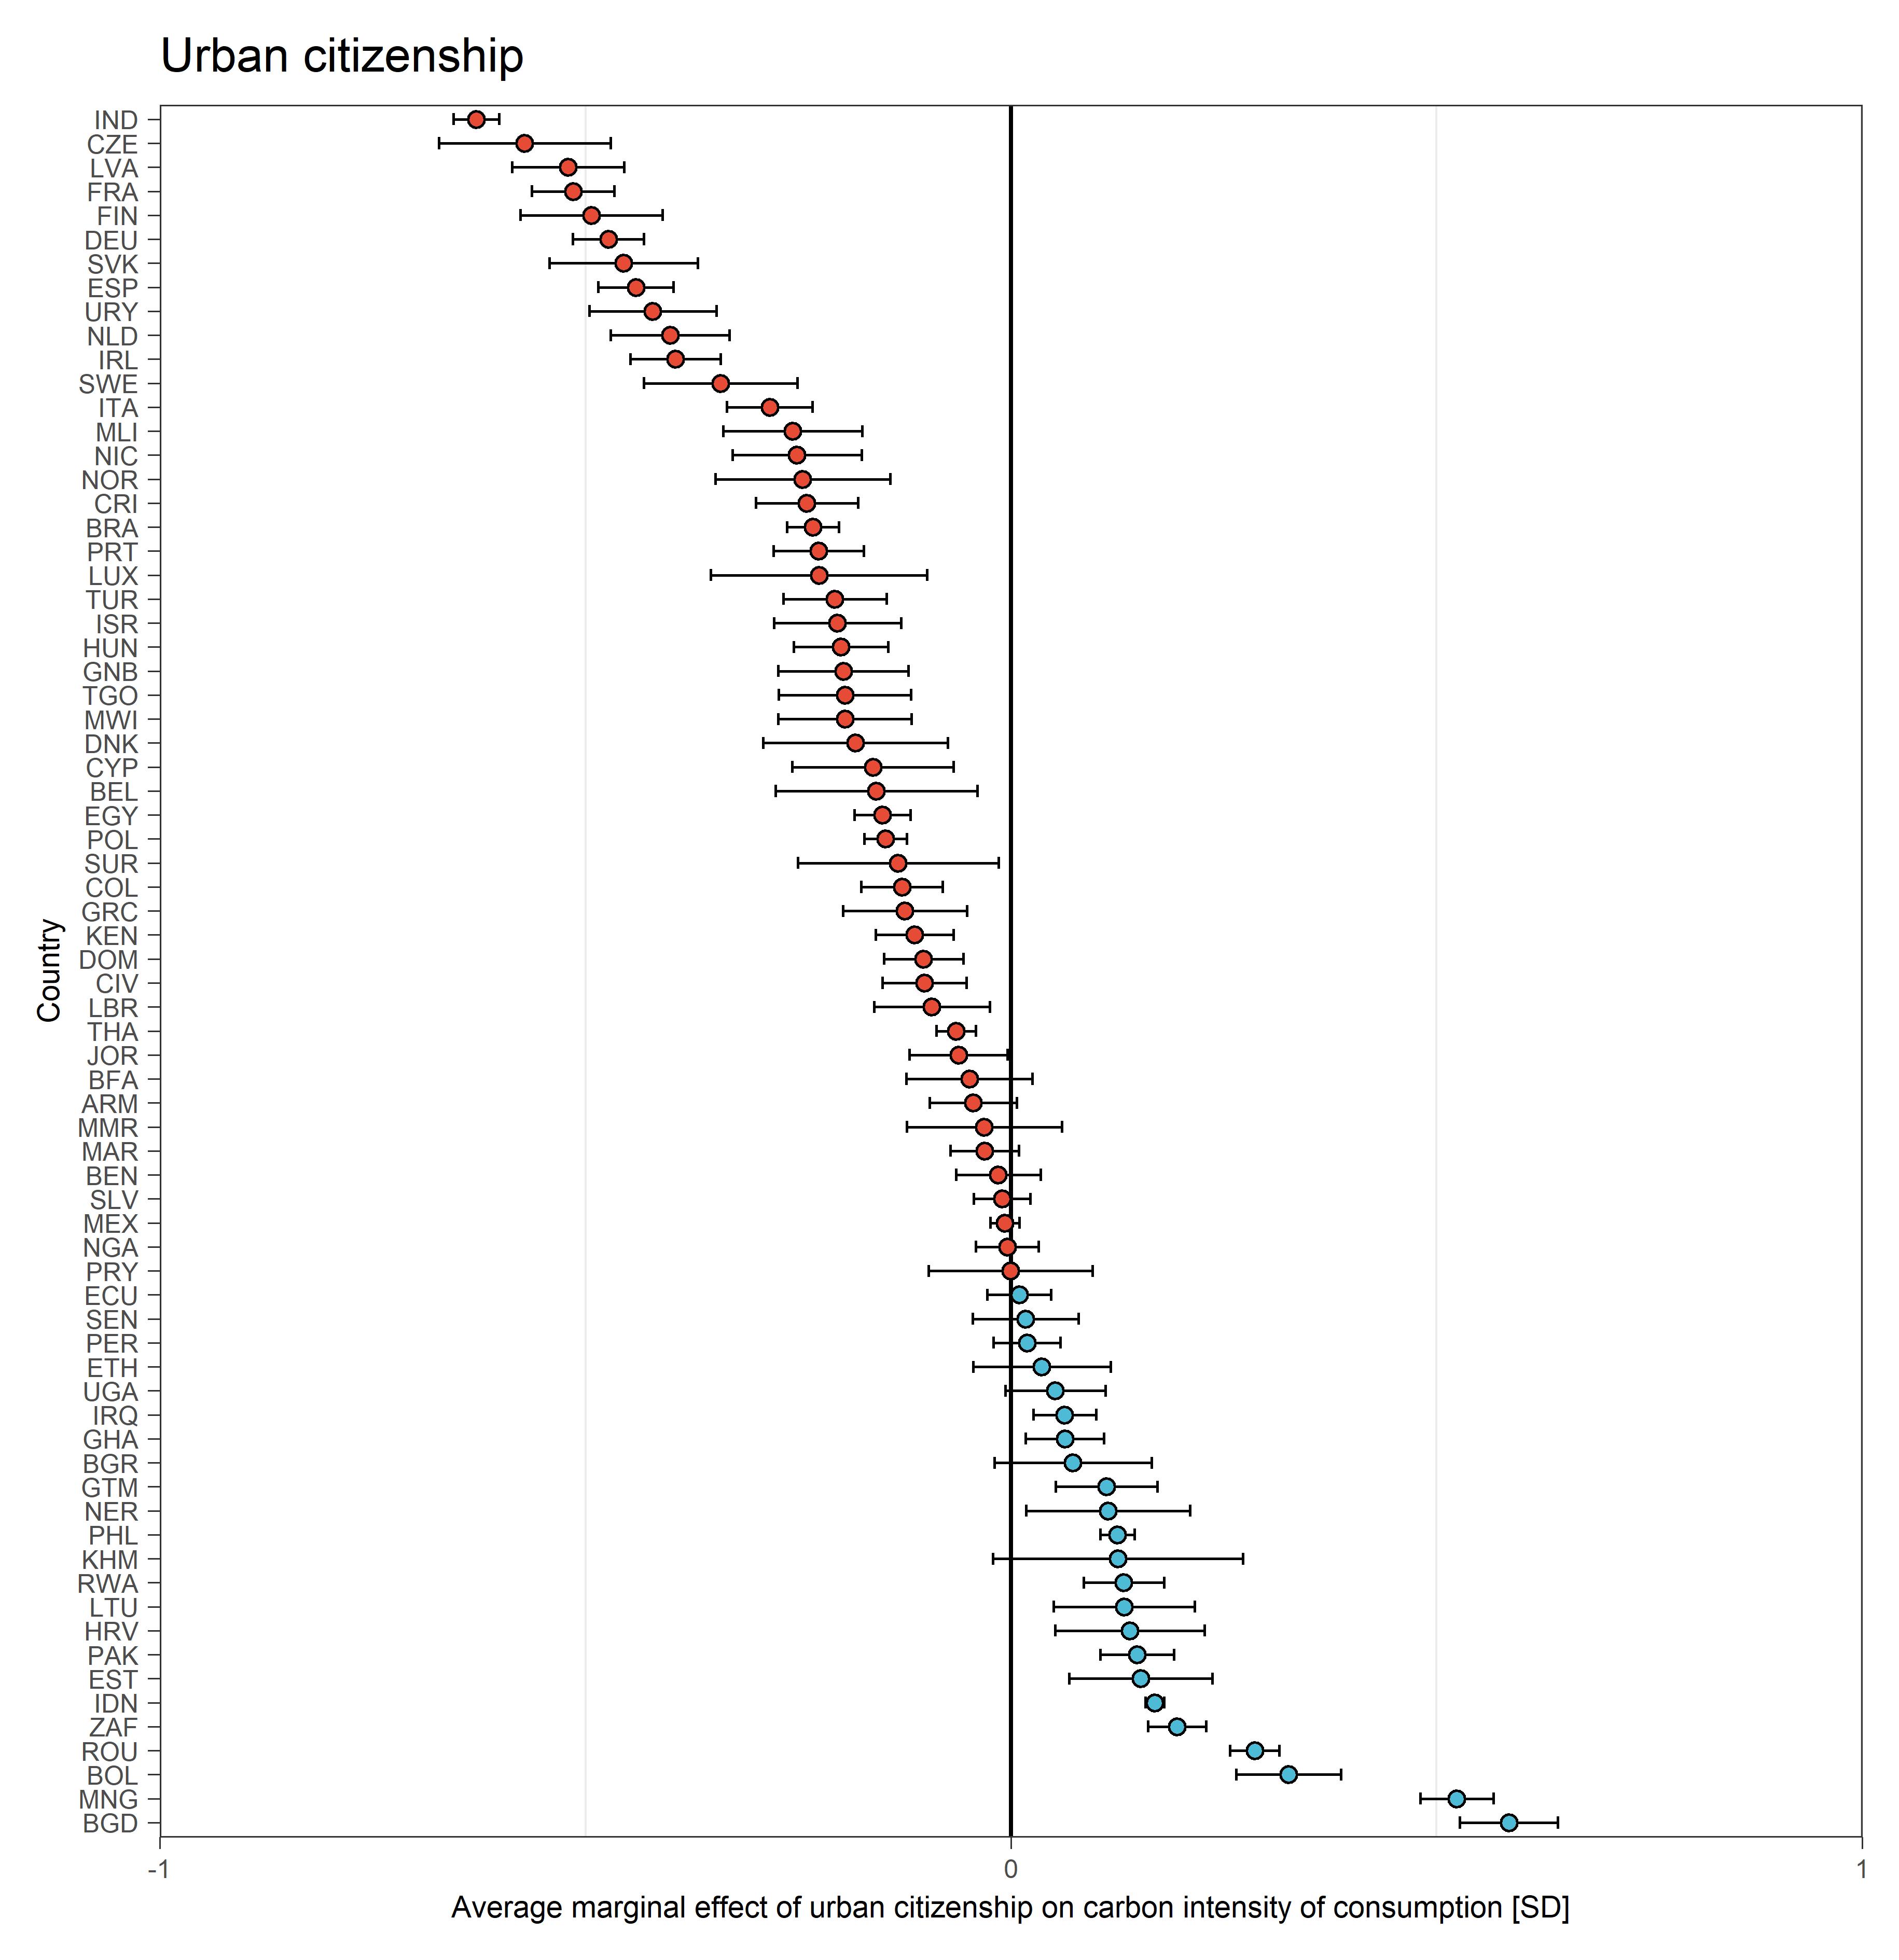 Urban citizenship
IND
CZE
LVA
FRA
FIN
DEU
SVK
ESP
URY
NLD
IRL
SWE
ITA
MLI
NIC
NOR
CRI
BRA
PRT
LUX
TUR
ISR
HUN
GNB
TGO
MWI
DNK
CYP
BEL
EGY
POL
SUR
COL
GRC
KEN
DOM
CIV
LBR
THA
JOR
BFA
ARM
MMR
MAR
BEN
SLV
MEX
NGA
PRY
ECU
SEN
PER
ETH
UGA
IRQ
GHA
BGR
GTM
NER
PHL
KHM
RWA
LTU
HRV
PAK
EST
IDN
ZAF
ROU
BOL
MNG
BGD
Country
-1 0 1
Average marginal effect of urban citizenship on carbon intensity of consumption [SD]